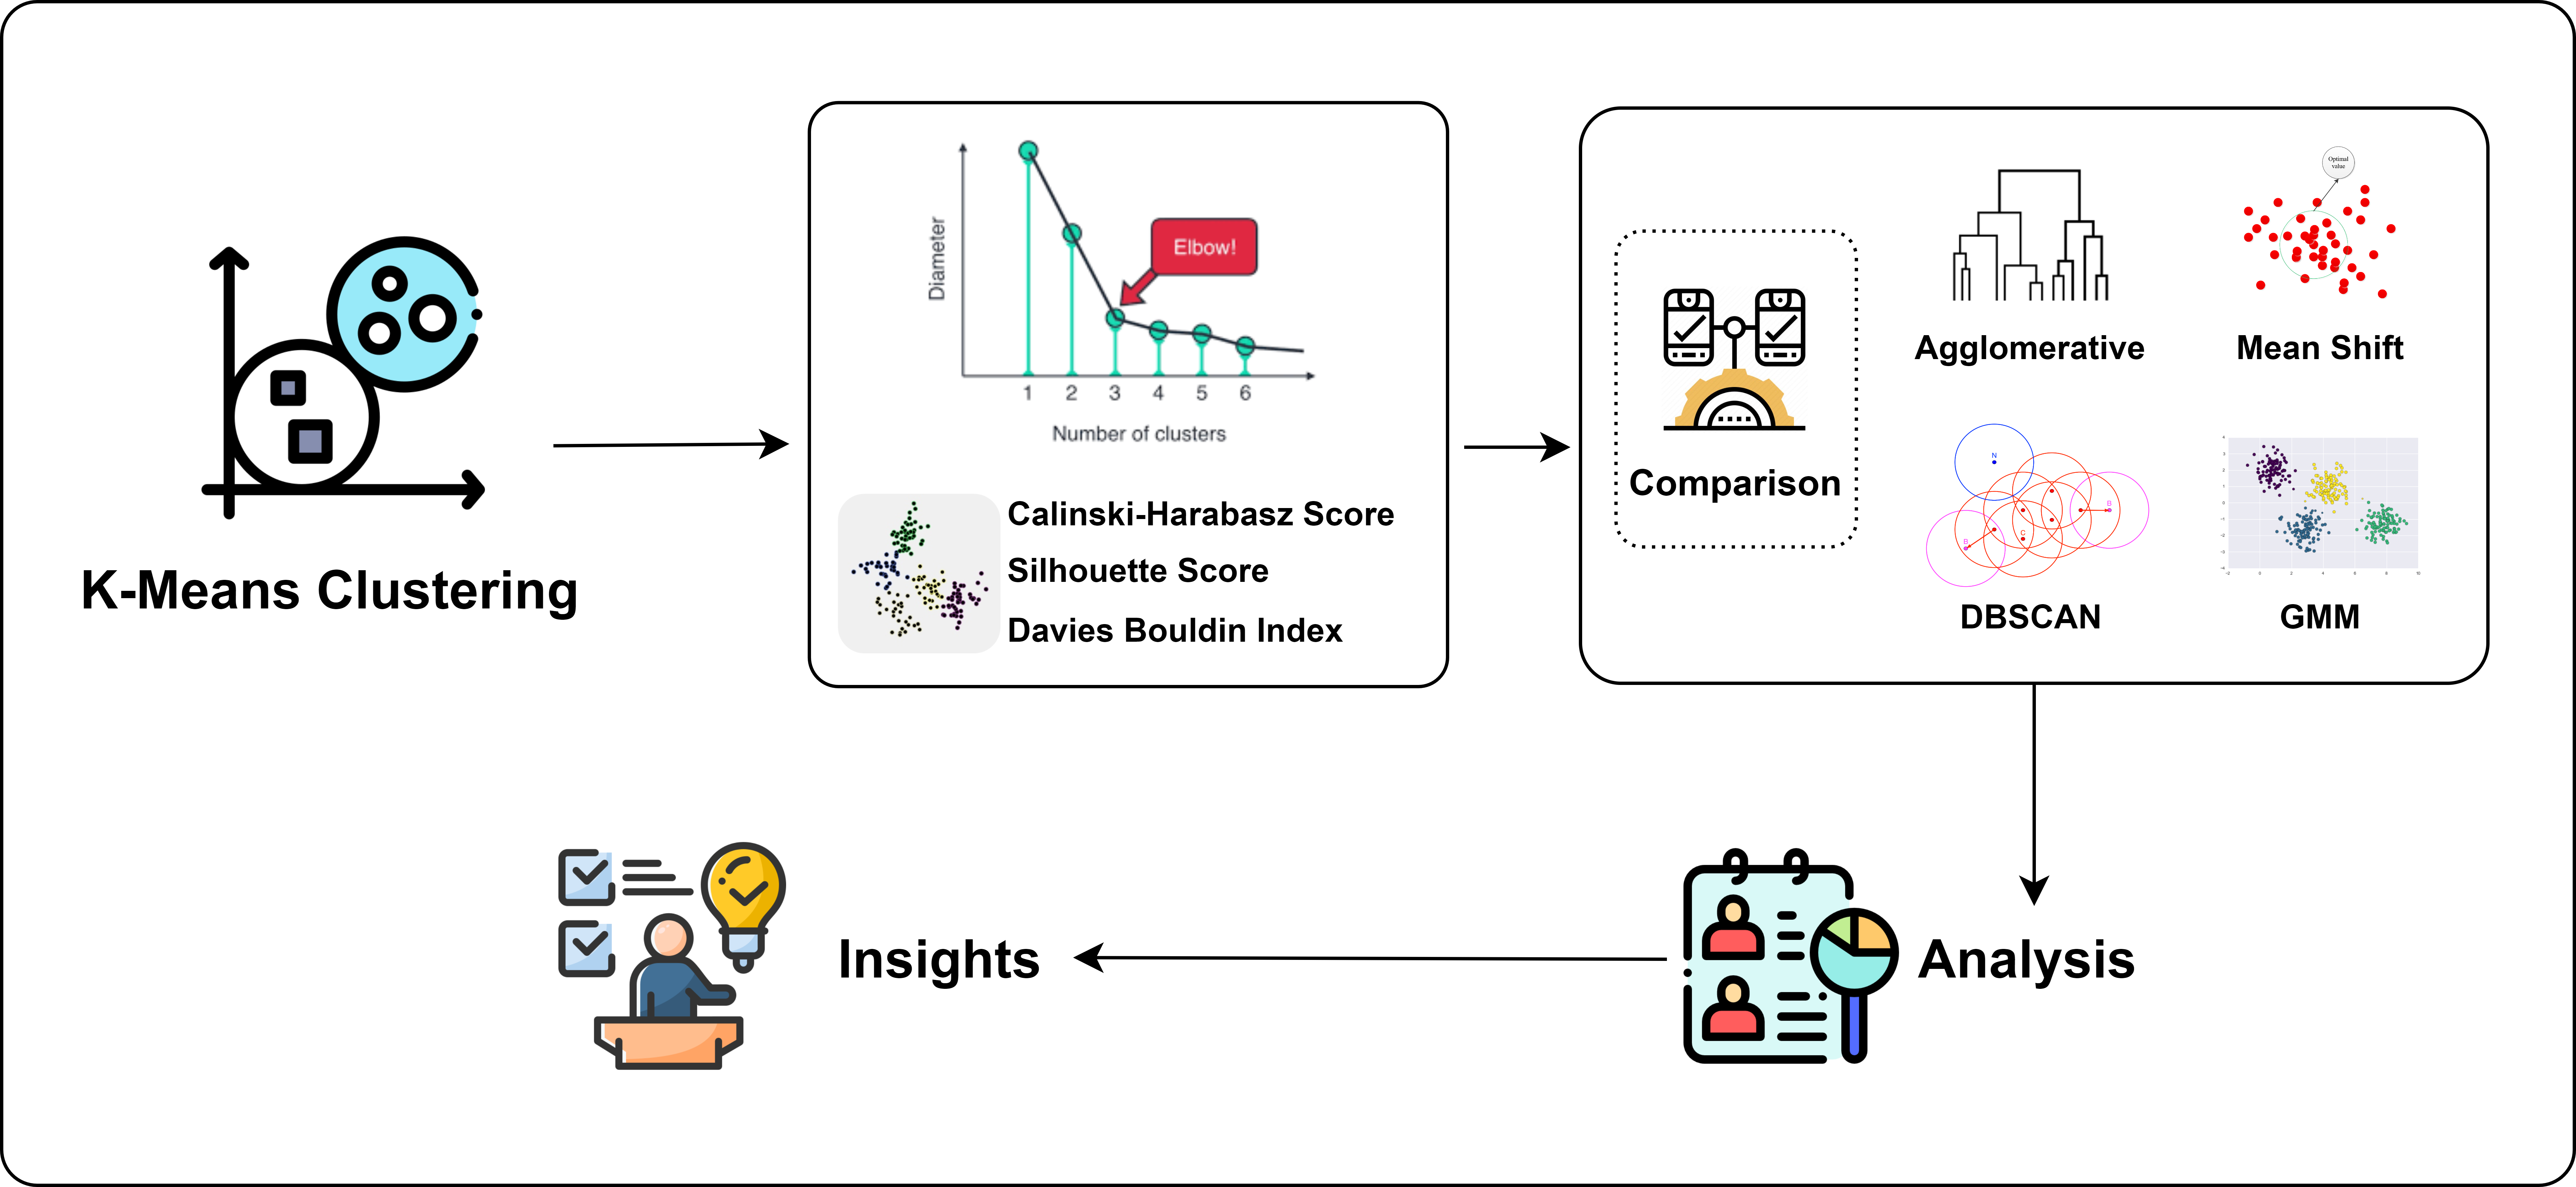 K-Means Clustering
Diameter
Elbow!
1 2 3 4 5 6
Number of clusters
Calinski-Harabasz Score
Silhouette Score
Davies Bouldin Index
Comparison
Agglomerative
Optimal
value
Mean Shift
N
B
B
C
DBSCAN
GMM
Analysis
Insights